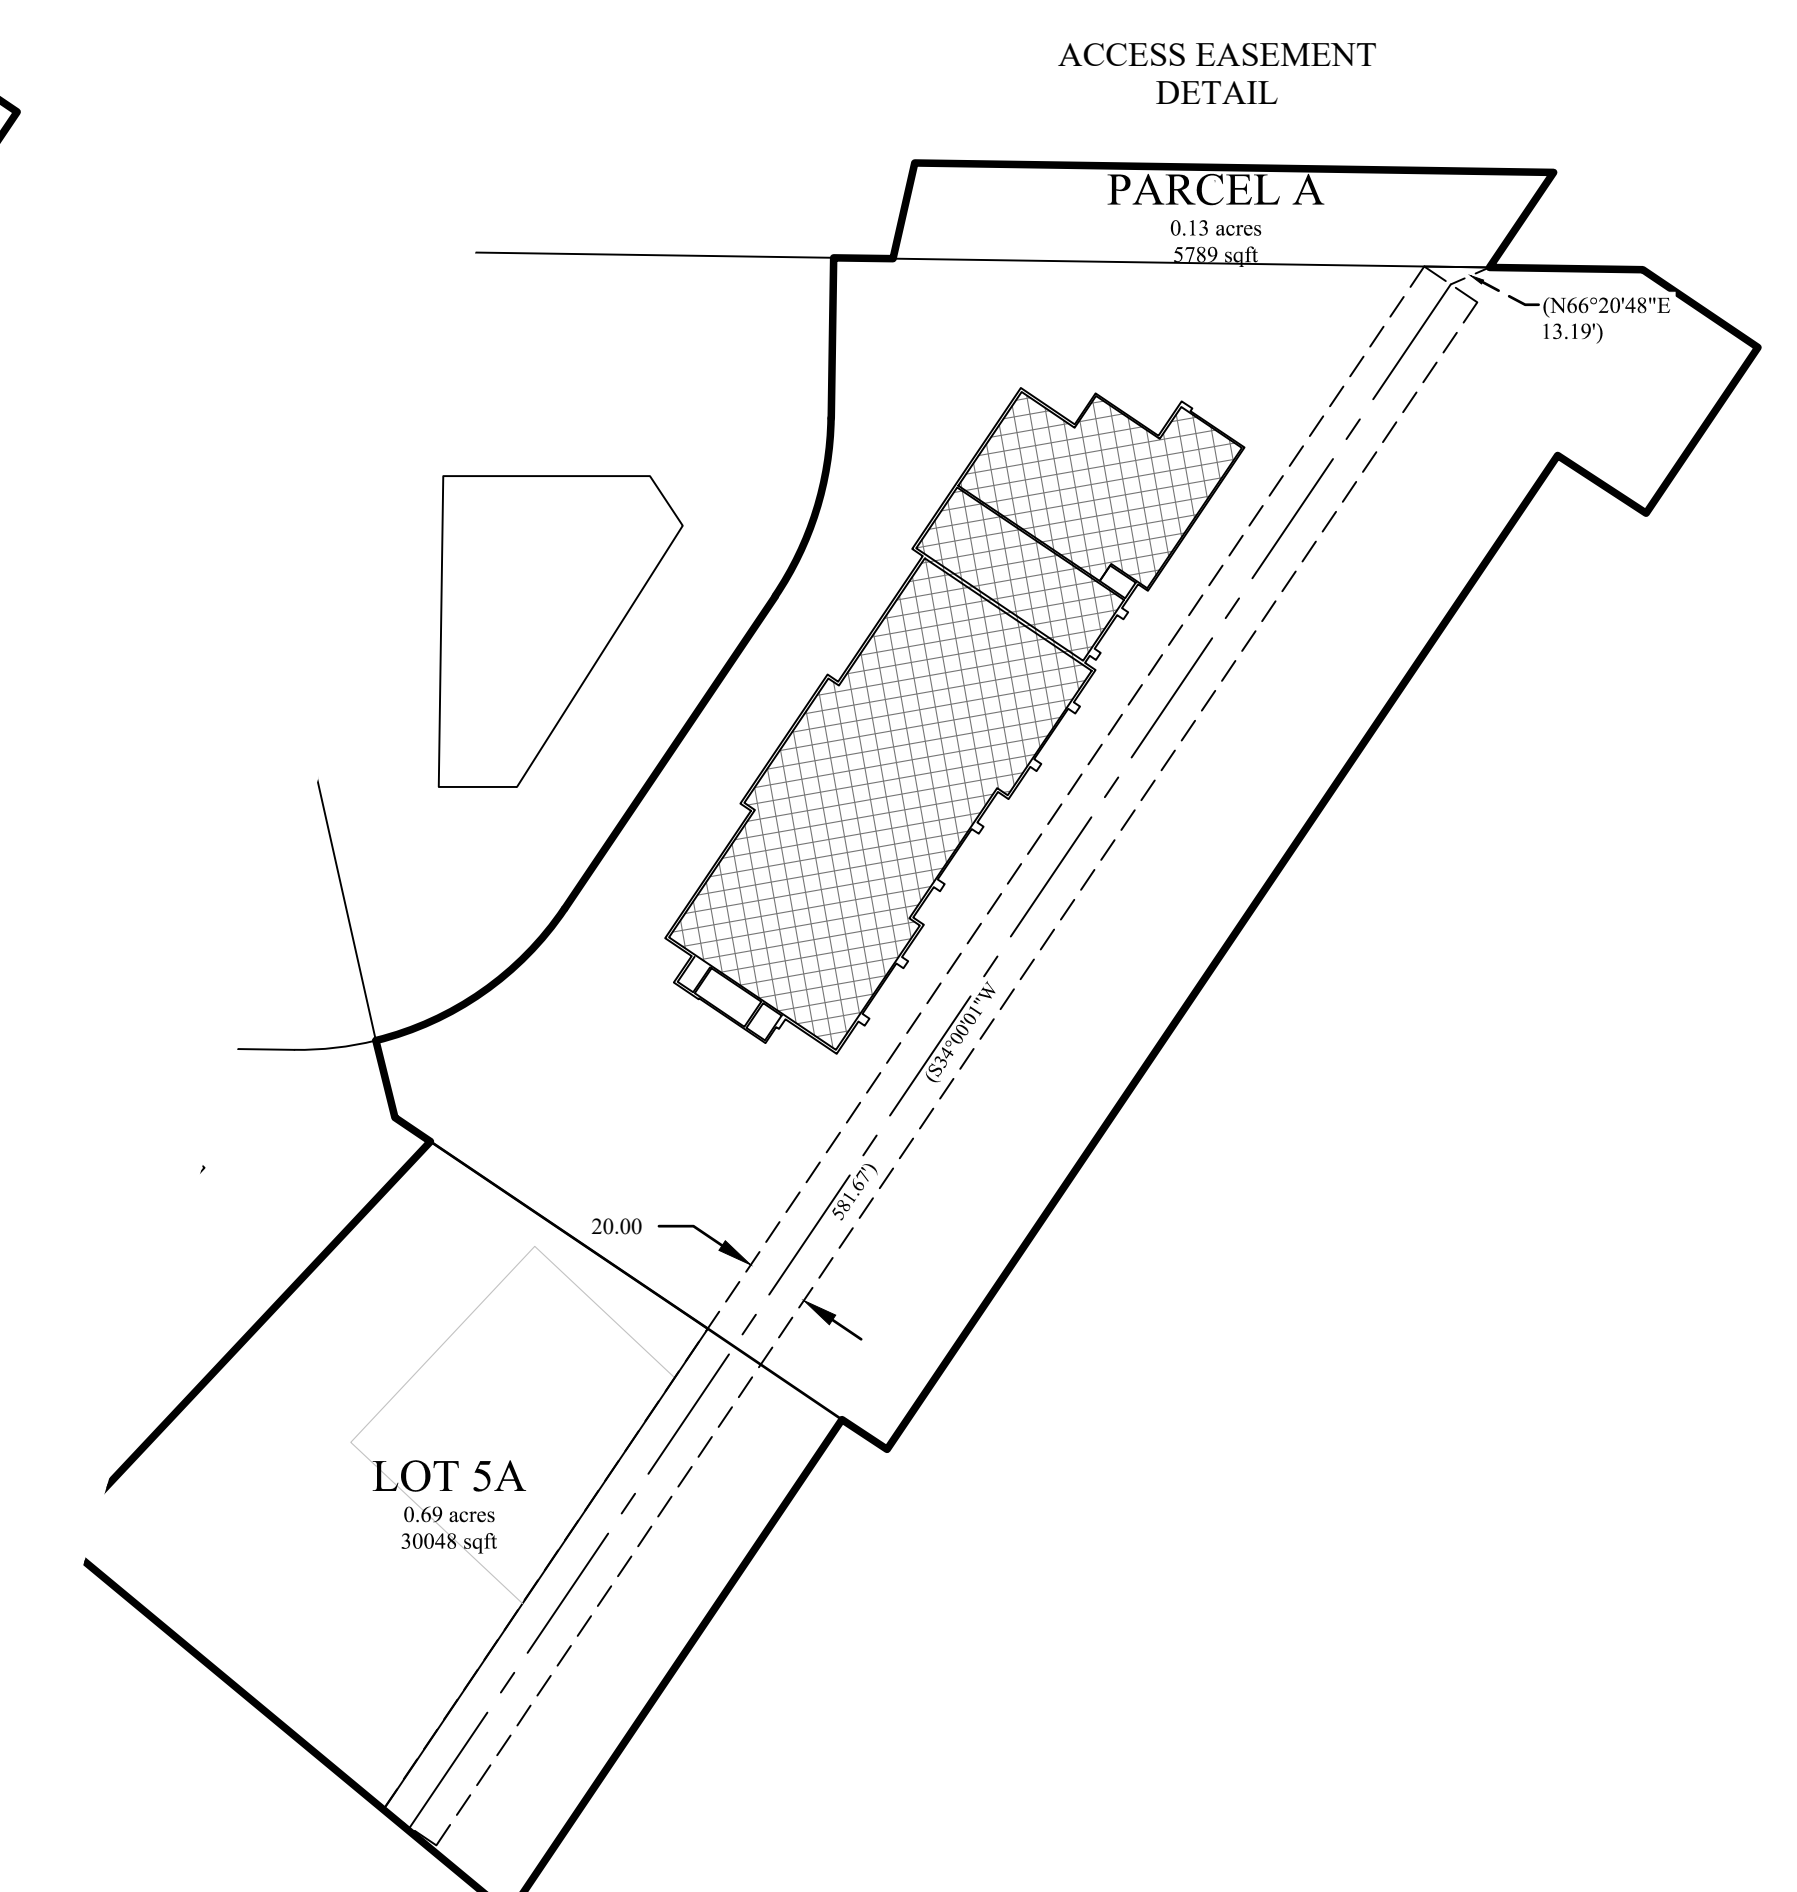 ACCESS EASEMENT
DETAIL
PARCEL A
0.13 acres
5789 sqft
(N66°20'48"E
13.19')
(S34°00'01"W
581.67')
20.00
LOT 5A
0.69 acres
30048 sqft